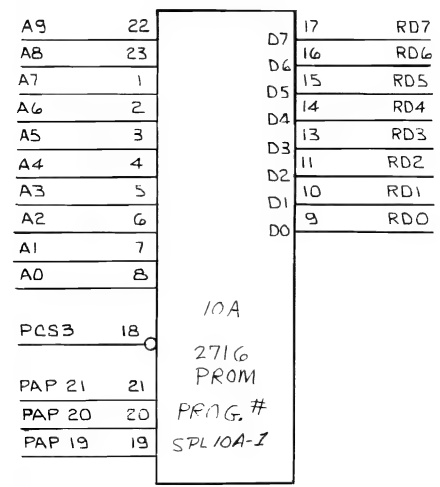 A9 22
A8 23
A7 1
A6 2
A5 3
A4 4
A3 5
A2 6
A1 7
A0 8
PCS3 18
PAP 21 21
PAP 20 20
PAP 19 19
D7 17 RD7
D6 16 RD6
D5 15 RD5
D4 14 RD4
D3 13 RD3
D2 11 RD2
D1 10 RD1
D0 9 RD0
10A
2716
PROM
PROG. #
SPL10A-1